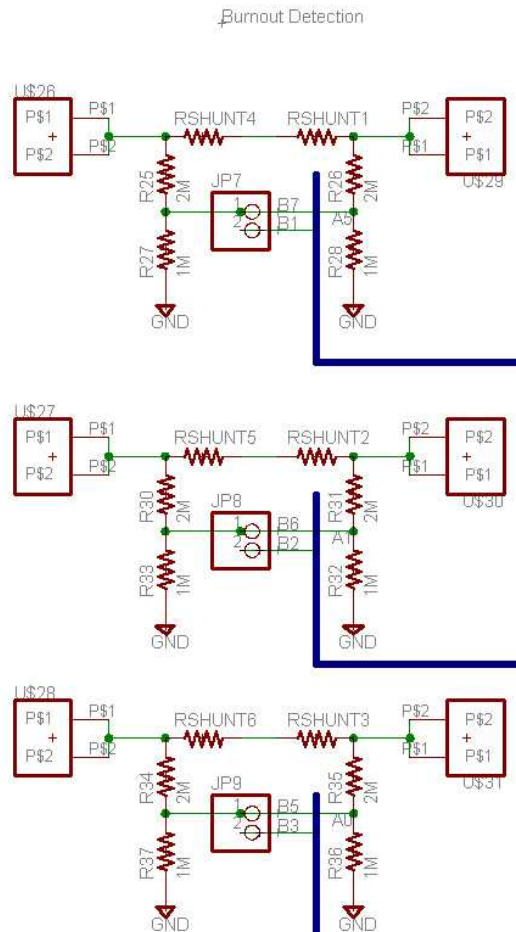 Burnout Detection
U$26
P$1
P$2
P$1
P$2
RSHUNT4
RSHUNT1
P$2
P$1
P$2
P$1
U$29
R25
2M
JP7
1
2
B7
B1
R26
2M
A5
R27
1M
R28
1M
GND
GND
U$27
P$1
P$2
P$1
P$2
RSHUNT5
RSHUNT2
P$2
P$1
P$2
P$1
U$30
R30
2M
JP8
1
2
B6
B2
R31
2M
A1
R33
1M
R32
1M
GND
GND
U$28
P$1
P$2
P$1
P$2
RSHUNT6
RSHUNT3
P$2
P$1
P$2
P$1
U$31
R34
2M
JP9
1
2
B5
B3
R35
2M
A0
R37
1M
R36
1M
GND
GND